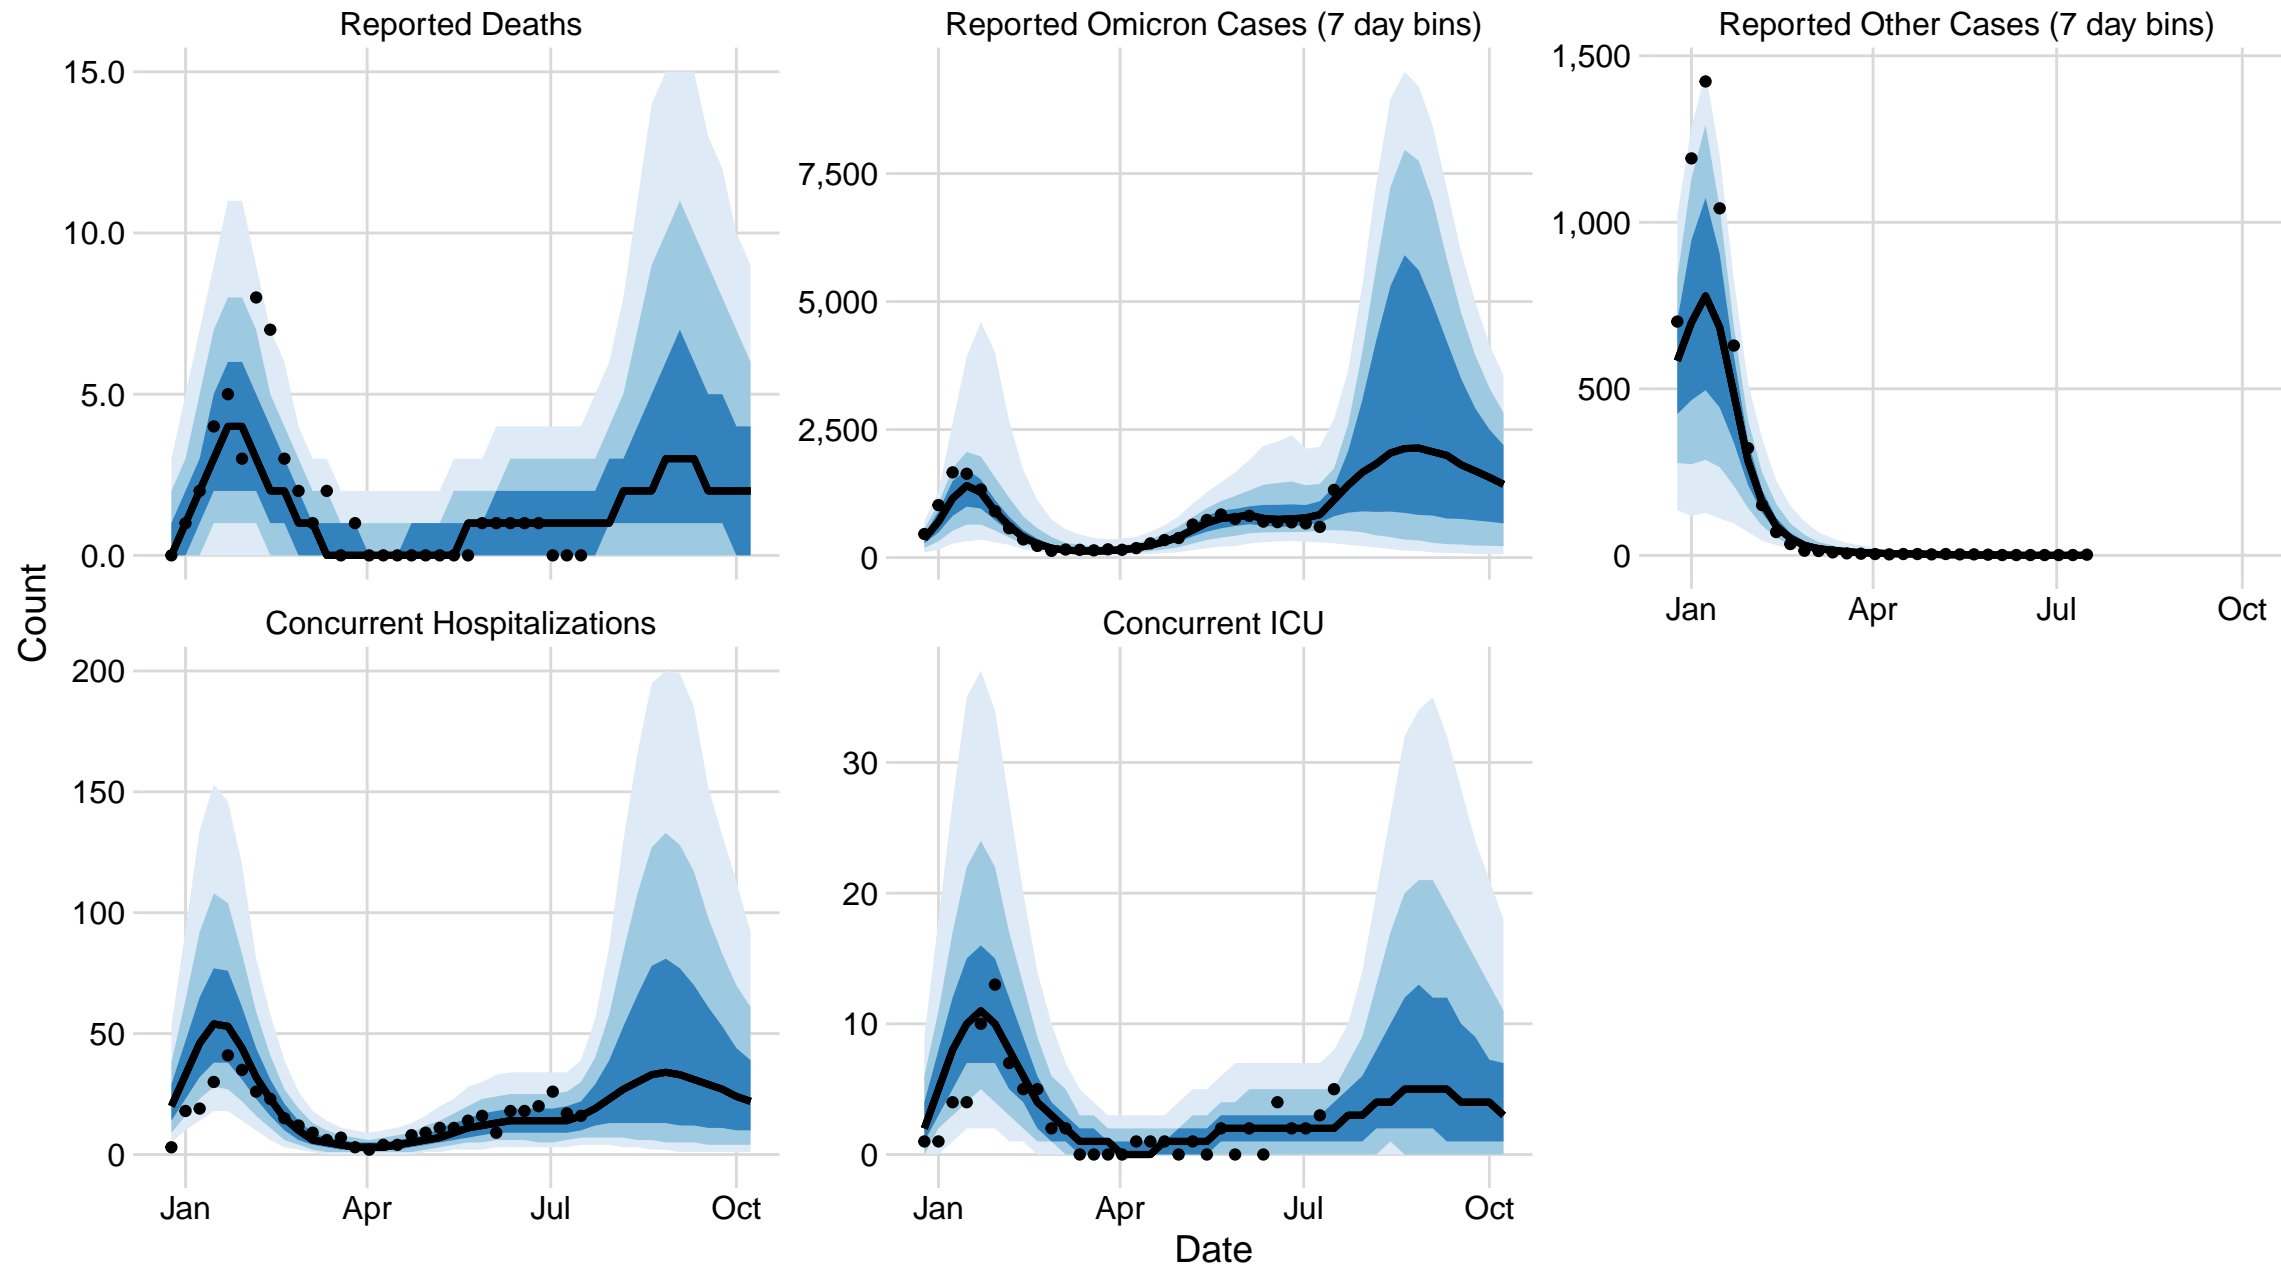 Reported Deaths
15.0
10.0
5.0
0.0
Reported Omicron Cases (7 day bins)
7,500
5,000
2,500
0
Reported Other Cases (7 day bins)
1,500
1,000
500
0
Jan Apr Jul Oct
Count
Concurrent Hospitalizations
200
150
100
50
0
Jan Apr Jul Oct
Concurrent ICU
30
20
10
0
Jan Apr Jul Oct
Date